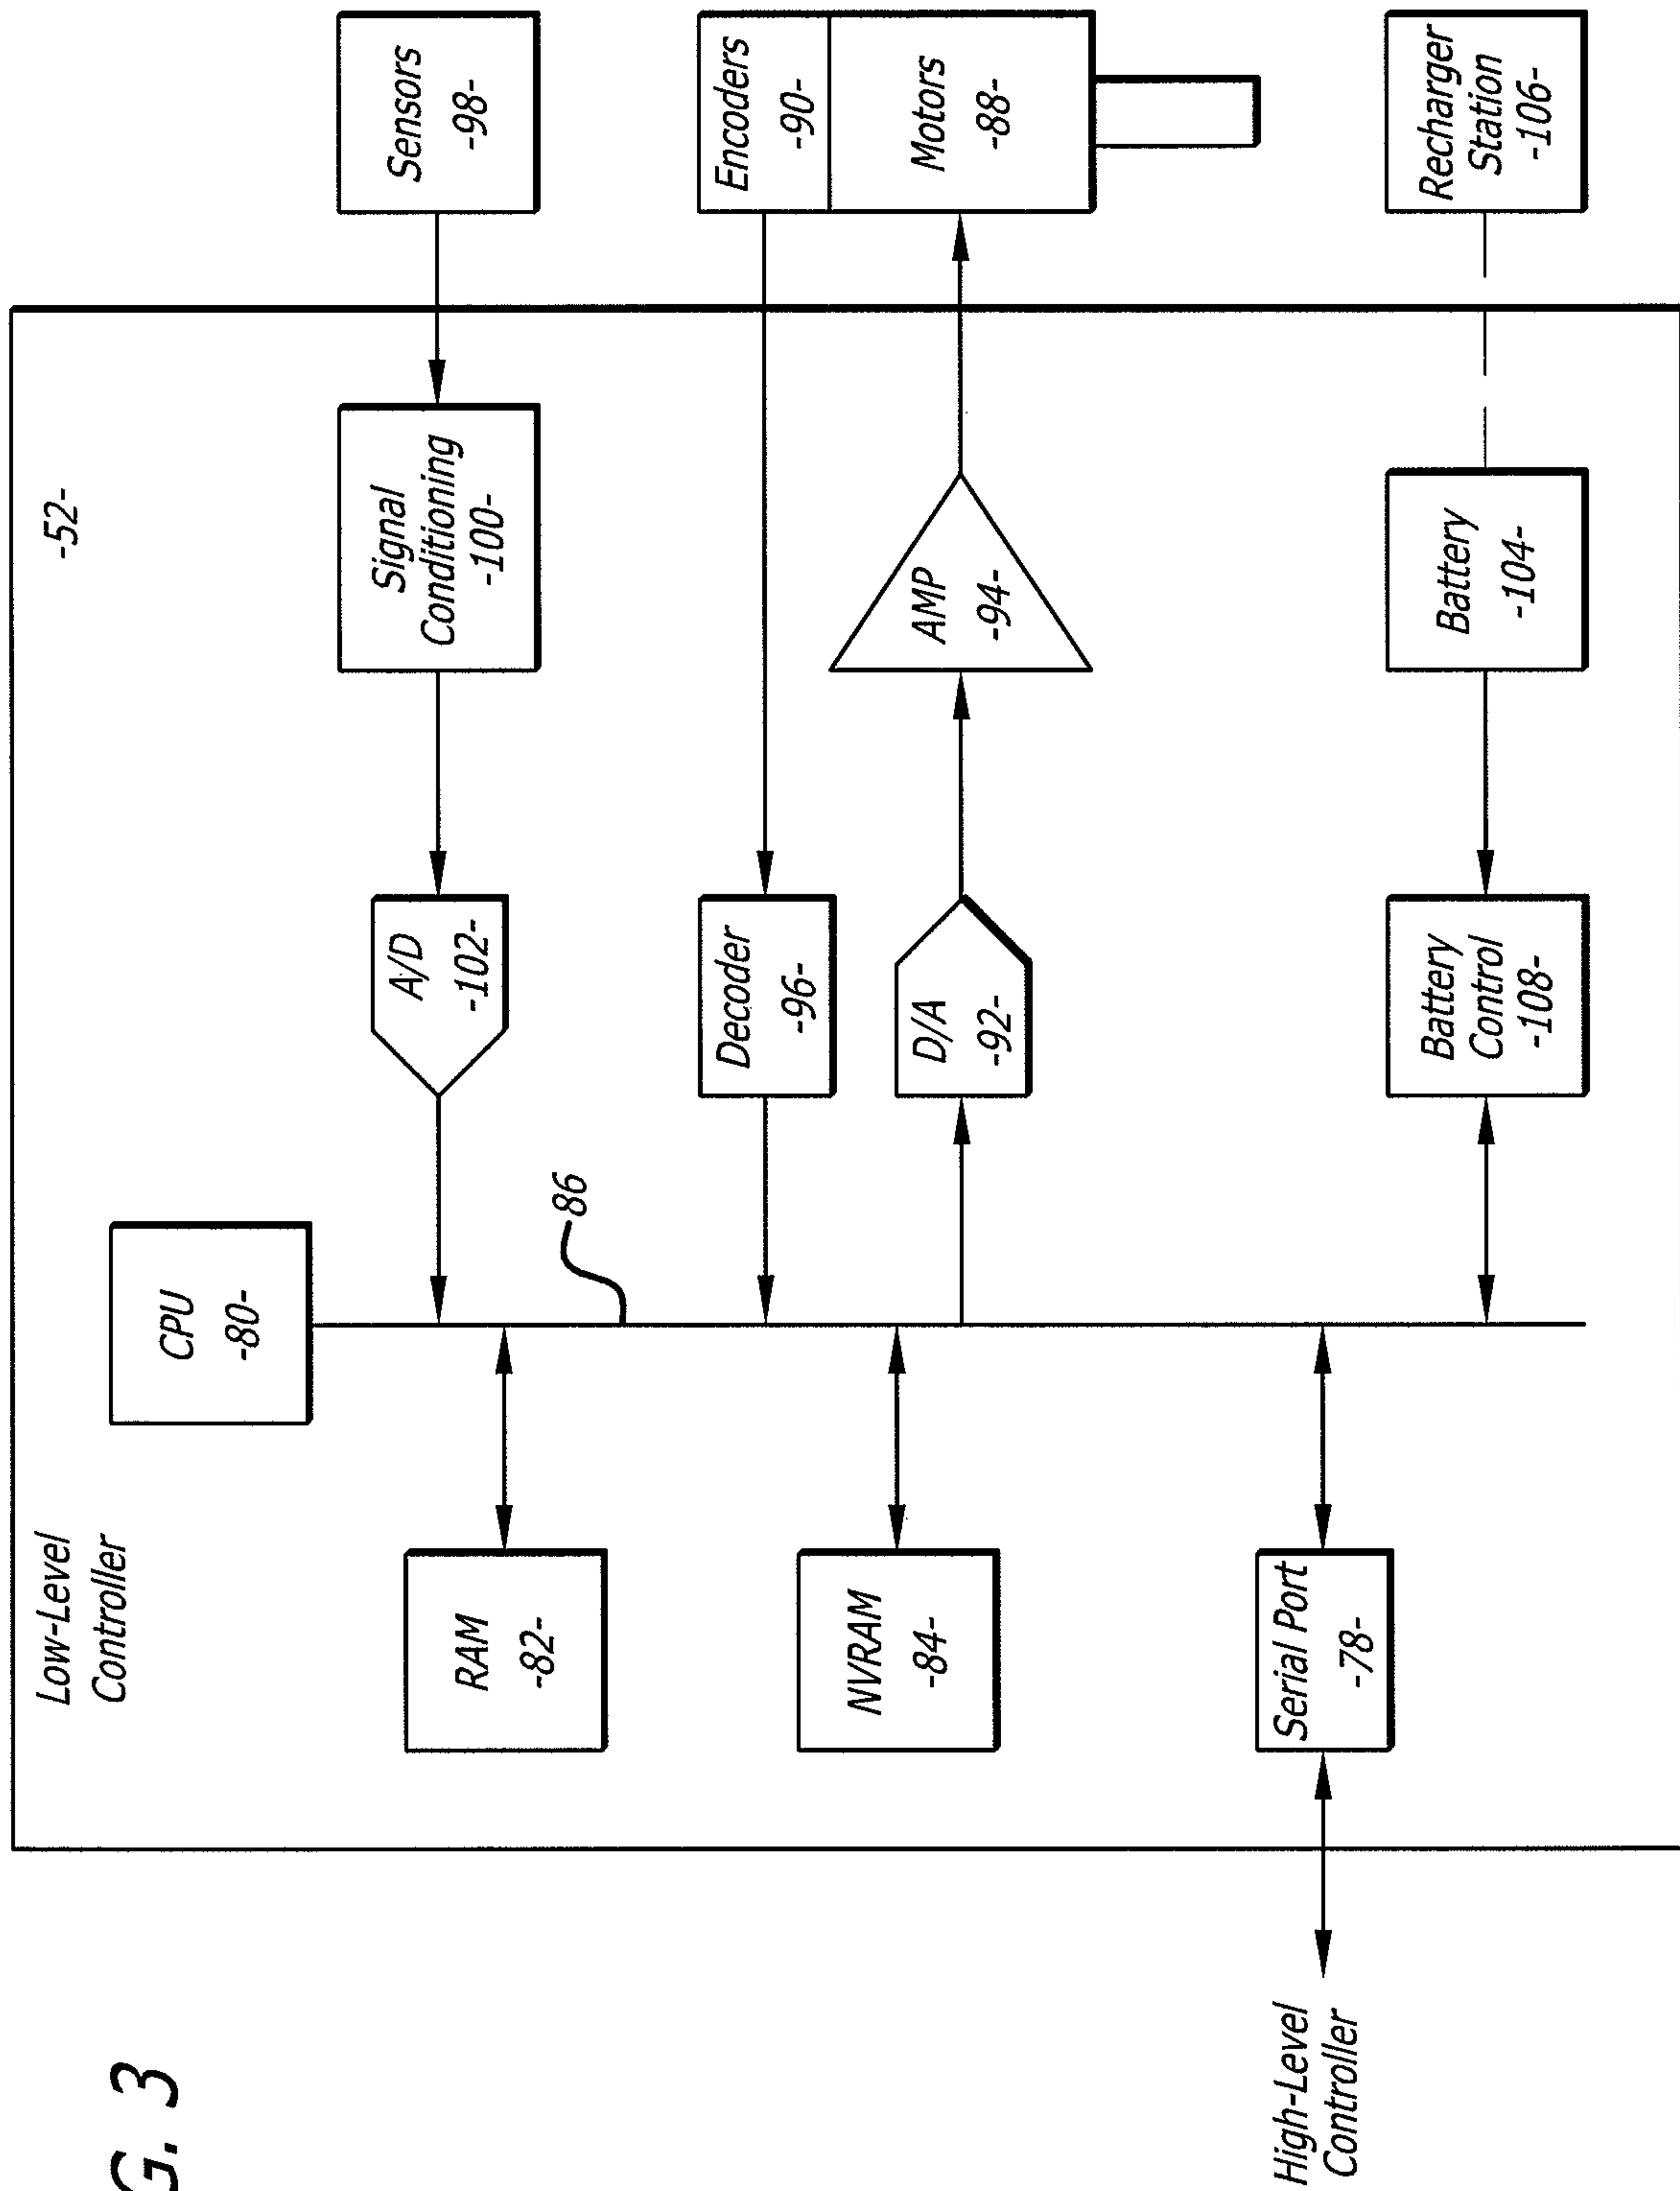 G. 3
Low-Level
Controller
-52-
CPU
-80-
RAM
-82-
86
A/D
-102-
Signal
Conditioning
-100-
Sensors
-98-
Decoder
-96-
Encoders
-90-
NVRAM
-84-
D/A
-92-
AMP
-94-
Motors
-88-
High-Level
Controller
Serial Port
-78-
Battery
Control
-108-
Battery
-104-
Recharger
Station
-106-